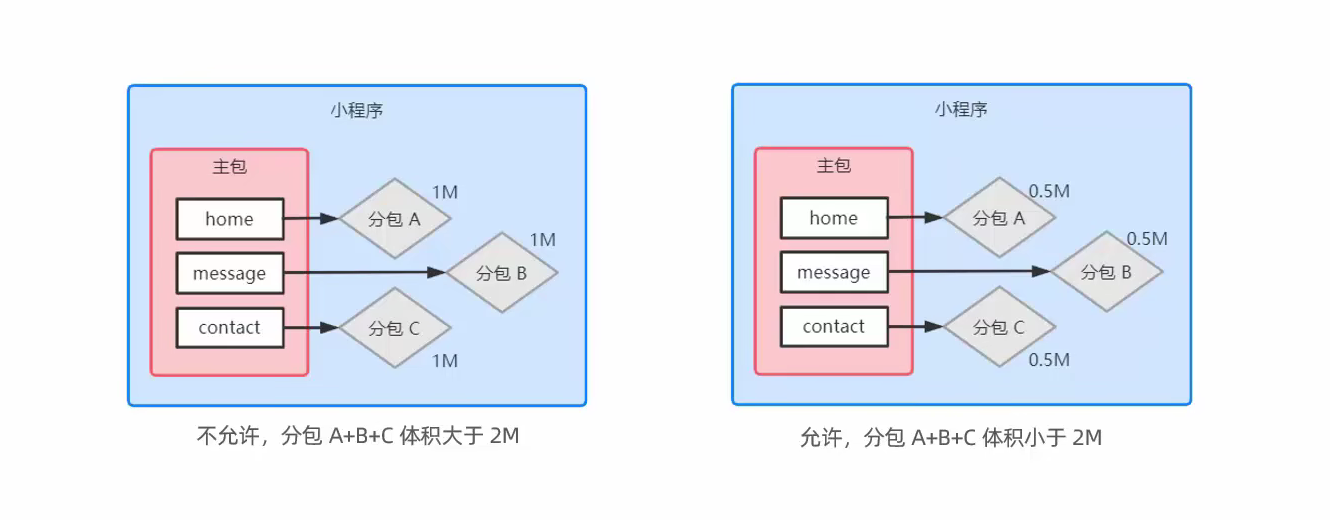 小程序
主包
home
message
contact
分包 A
1M
分包 B
1M
分包 C
1M
不允许，分包 A+B+C 体积大于 2M
小程序
主包
home
message
contact
分包 A
0.5M
分包 B
0.5M
分包 C
0.5M
允许，分包 A+B+C 体积小于 2M